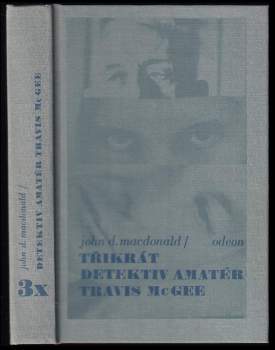 john d. macdonald /
DETEKTIV AMATÉR TRAVIS McGEE
3x
john d. macdonald / odeon
TŘIKRÁT
DETEKTIV AMATÉR
TRAVIS McGEE